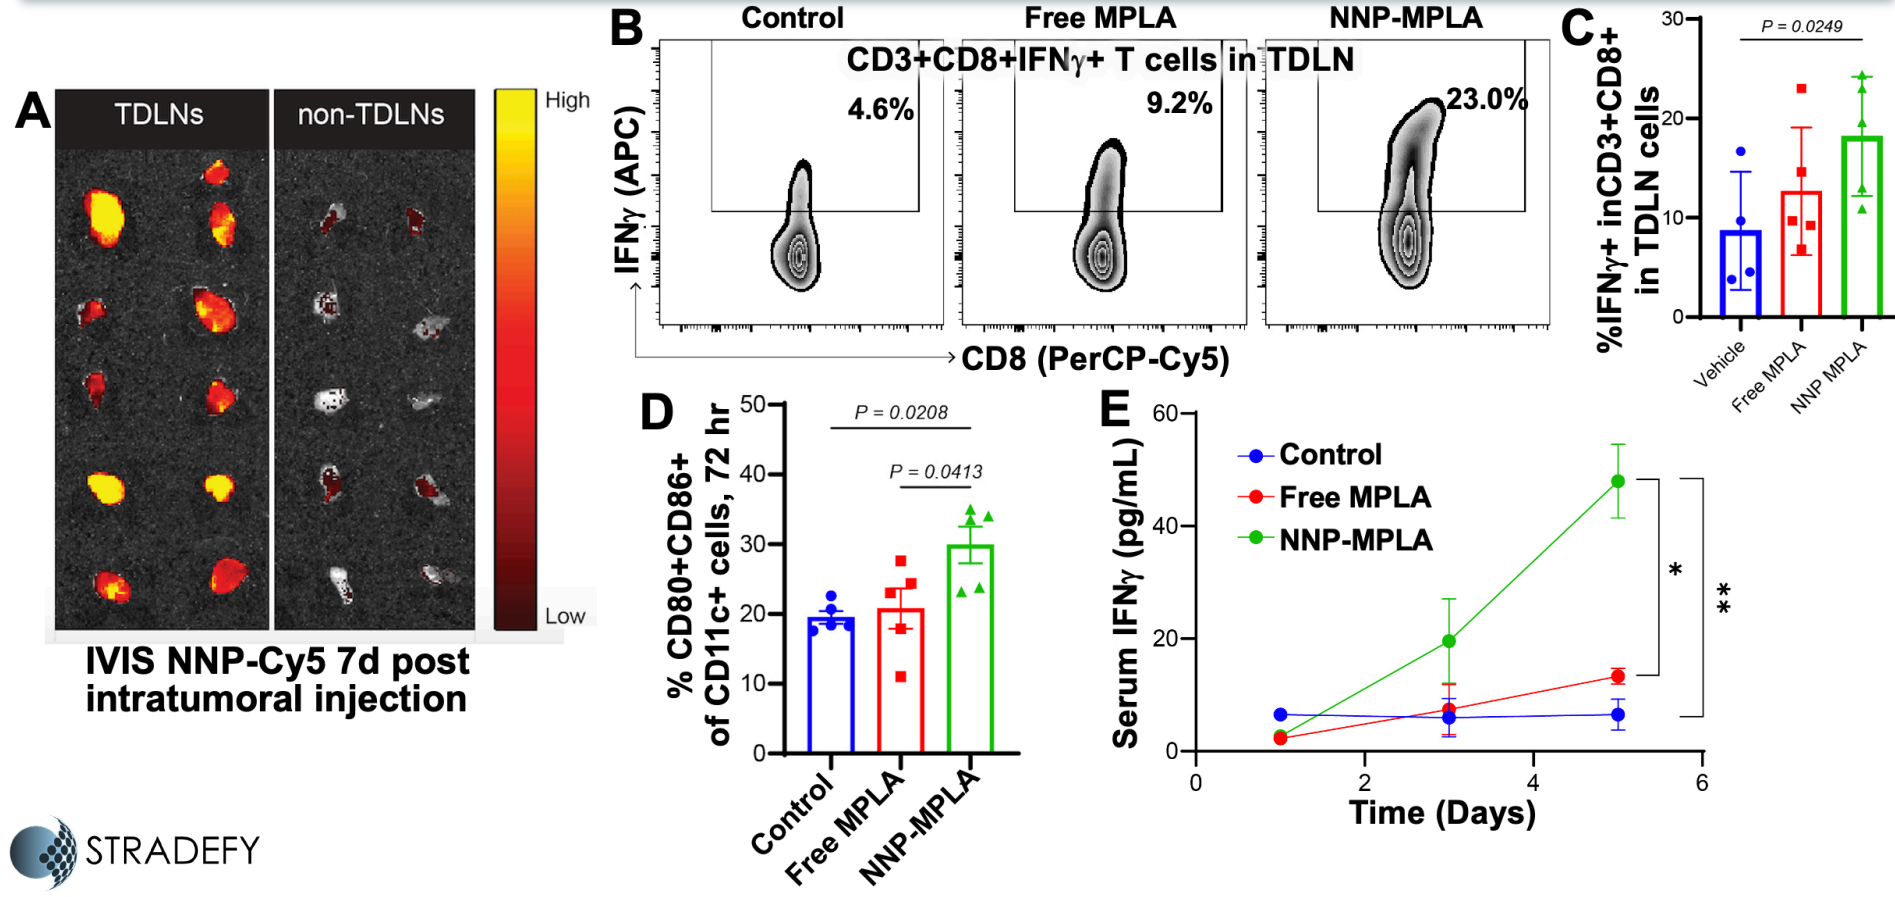 A
TDLNs
non-TDLNs
High
Low
IVIS NNP-Cy5 7d post
intratumoral injection
B
Control
Free MPLA
NNP-MPLA
CD3+CD8+IFNγ+ T cells in TDLN
4.6%
9.2%
23.0%
IFNγ (APC)
CD8 (PerCP-Cy5)
C
%IFNγ+ inCD3+CD8+
in TDLN cells
30
20
10
0
P = 0.0249
Vehicle
Free MPLA
NNP MPLA
D
% CD80+CD86+
of CD11c+ cells, 72 hr
50
40
30
20
10
0
P = 0.0208
P = 0.0413
Control
Free MPLA
NNP-MPLA
E
Serum IFNγ (pg/mL)
60
40
20
0
Control
Free MPLA
NNP-MPLA
*
**
0
2
4
6
Time (Days)
STRADEFY